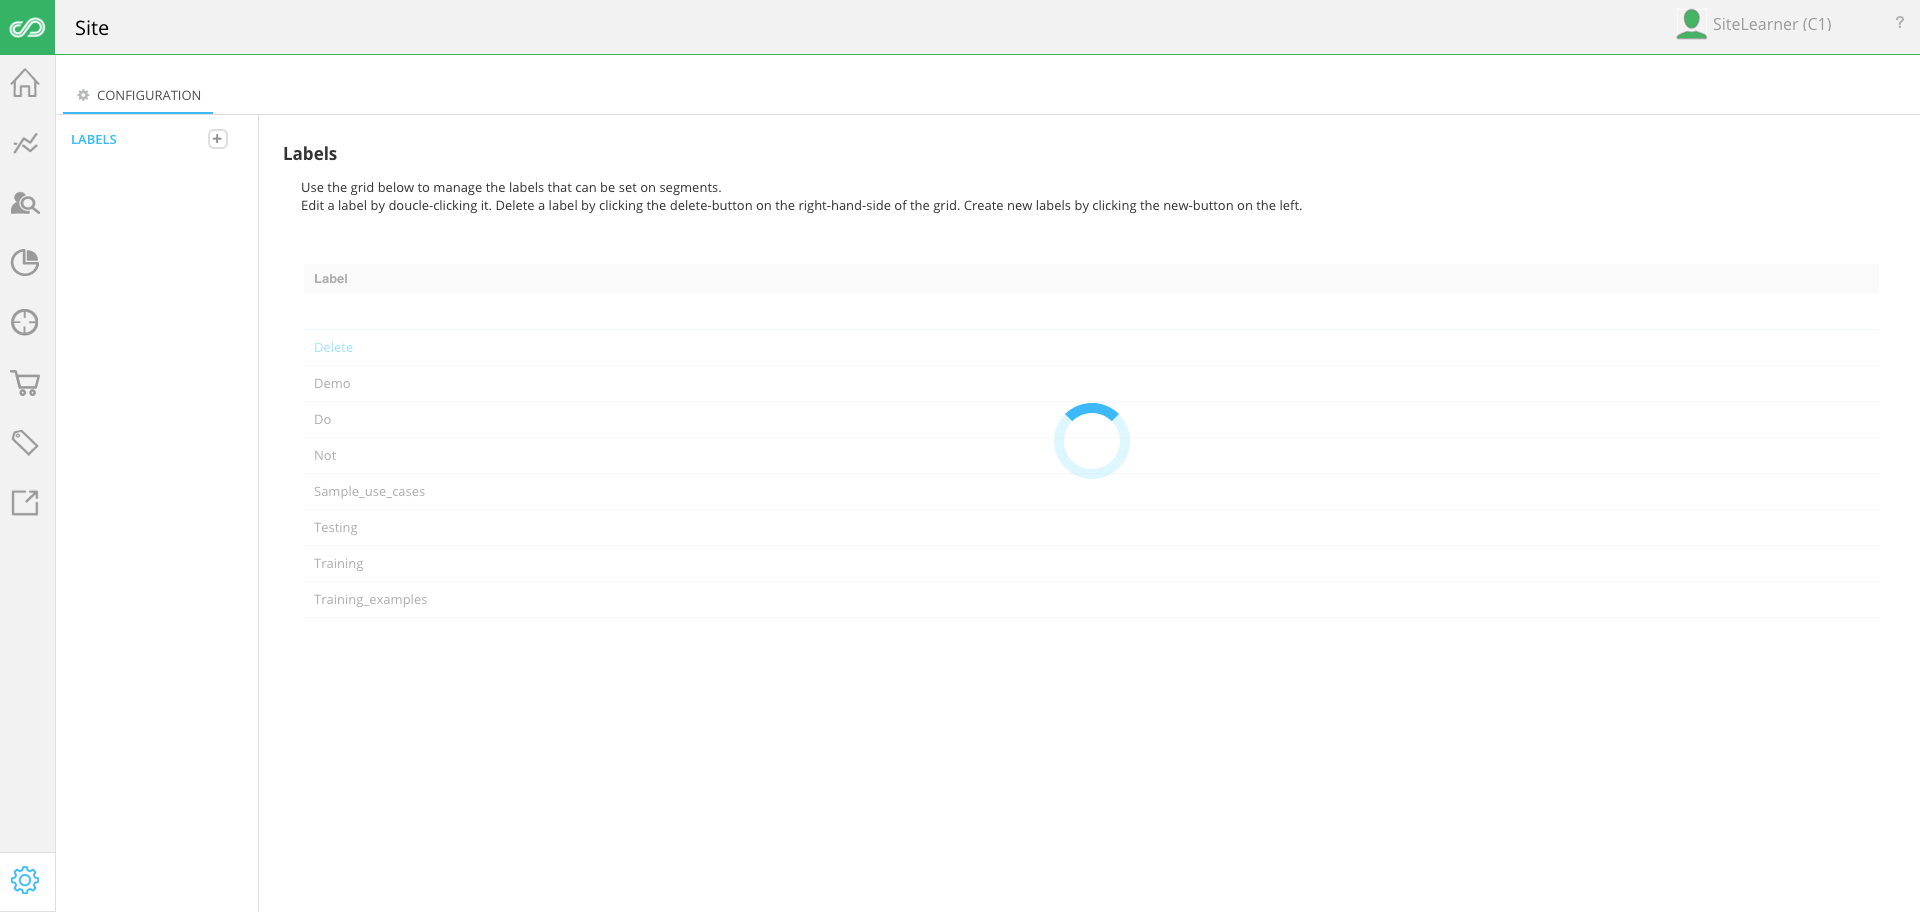 Site
SiteLearner (C1)
?
CONFIGURATION
LABELS
Labels
Use the grid below to manage the labels that can be set on segments.
Edit a label by doucle-clicking it. Delete a label by clicking the delete-button on the right-hand-side of the grid. Create new labels by clicking the new-button on the left.
Label
Delete
Demo
Do
Not
Sample_use_cases
Testing
Training
Training_examples